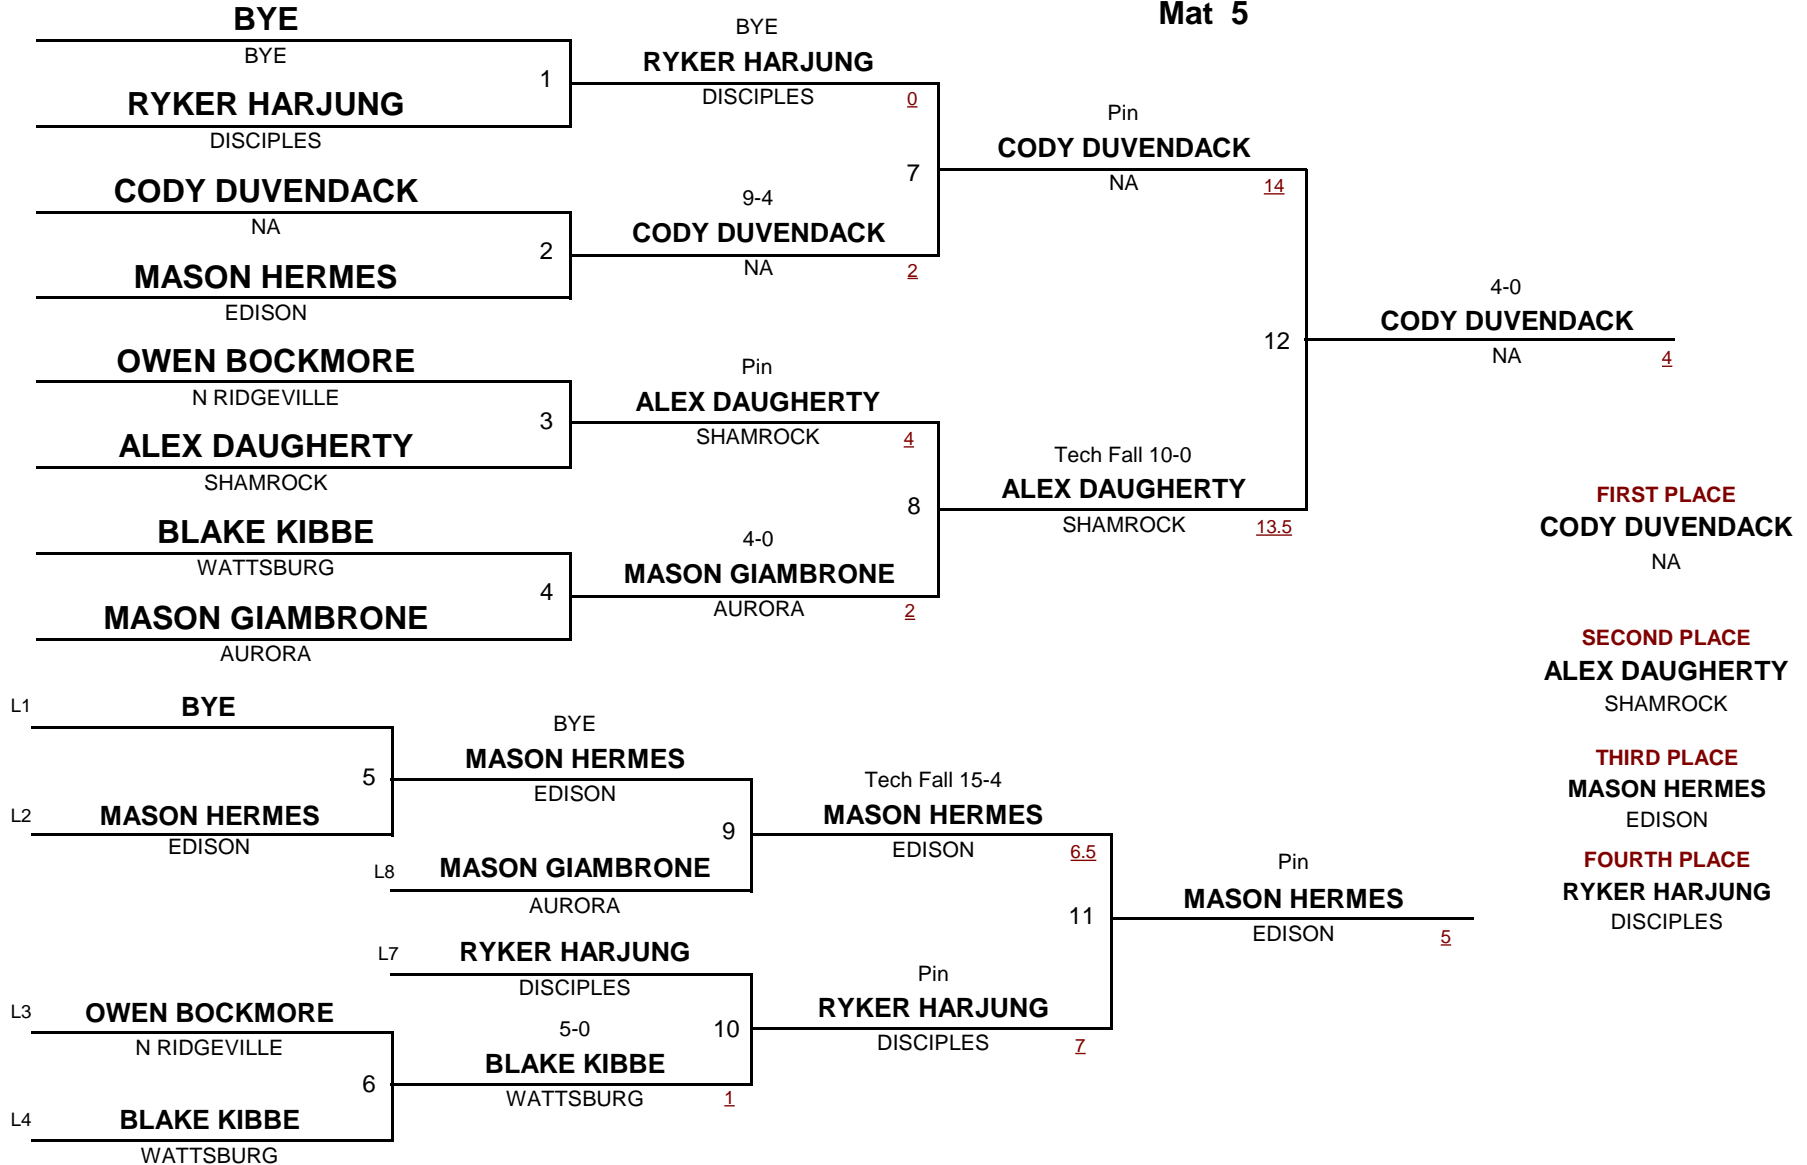 Mat 5
BYE
BYE
1
RYKER HARJUNG
DISCIPLES
CODY DUVENDACK
NA
2
MASON HERMES
EDISON
OWEN BOCKMORE
N RIDGEVILLE
3
ALEX DAUGHERTY
SHAMROCK
BLAKE KIBBE
WATTSBURG
4
MASON GIAMBRONE
AURORA
BYE
RYKER HARJUNG
DISCIPLES
0
7
9-4
CODY DUVENDACK
NA
2
Pin
ALEX DAUGHERTY
SHAMROCK
4
8
4-0
MASON GIAMBRONE
AURORA
2
Pin
CODY DUVENDACK
NA
14
12
Tech Fall 10-0
ALEX DAUGHERTY
SHAMROCK
13.5
4-0
CODY DUVENDACK
NA
4
L1
BYE
5
L2
MASON HERMES
EDISON
BYE
MASON HERMES
EDISON
9
L8
MASON GIAMBRONE
AURORA
L7
RYKER HARJUNG
DISCIPLES
10
L3
OWEN BOCKMORE
N RIDGEVILLE
6
L4
BLAKE KIBBE
WATTSBURG
5-0
BLAKE KIBBE
WATTSBURG
1
Tech Fall 15-4
MASON HERMES
EDISON
6.5
11
Pin
RYKER HARJUNG
DISCIPLES
7
Pin
MASON HERMES
EDISON
5
FIRST PLACE
CODY DUVENDACK
NA
SECOND PLACE
ALEX DAUGHERTY
SHAMROCK
THIRD PLACE
MASON HERMES
EDISON
FOURTH PLACE
RYKER HARJUNG
DISCIPLES